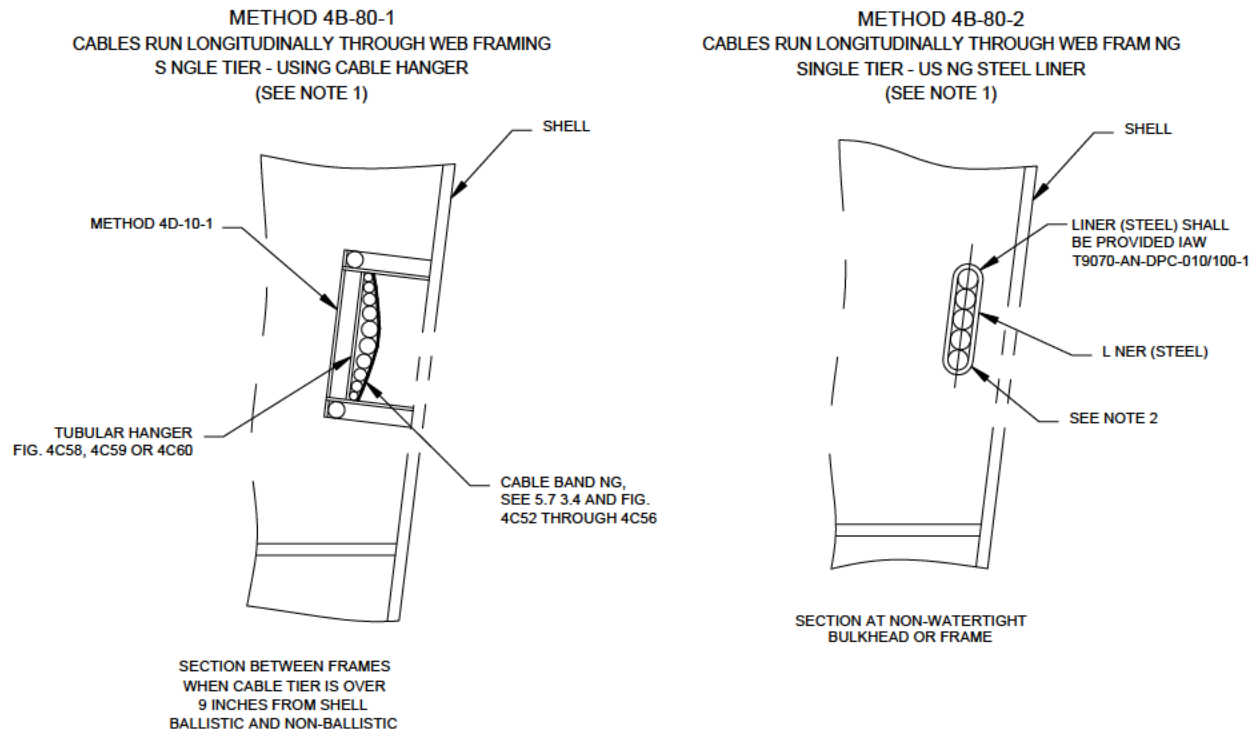 METHOD 4B-80-1
CABLES RUN LONGITUDINALLY THROUGH WEB FRAMING
S NGLE TIER - USING CABLE HANGER
(SEE NOTE 1)
SHELL
METHOD 4D-10-1
TUBULAR HANGER
FIG. 4C58, 4C59 OR 4C60
CABLE BAND NG,
SEE 5.7 3.4 AND FIG.
4C52 THROUGH 4C56
SECTION BETWEEN FRAMES
WHEN CABLE TIER IS OVER
9 INCHES FROM SHELL
BALLISTIC AND NON-BALLISTIC
METHOD 4B-80-2
CABLES RUN LONGITUDINALLY THROUGH WEB FRAM NG
SINGLE TIER - US NG STEEL LINER
(SEE NOTE 1)
SHELL
LINER (STEEL) SHALL
BE PROVIDED IAW
T9070-AN-DPC-010/100-1
L NER (STEEL)
SEE NOTE 2
SECTION AT NON-WATERTIGHT
BULKHEAD OR FRAME